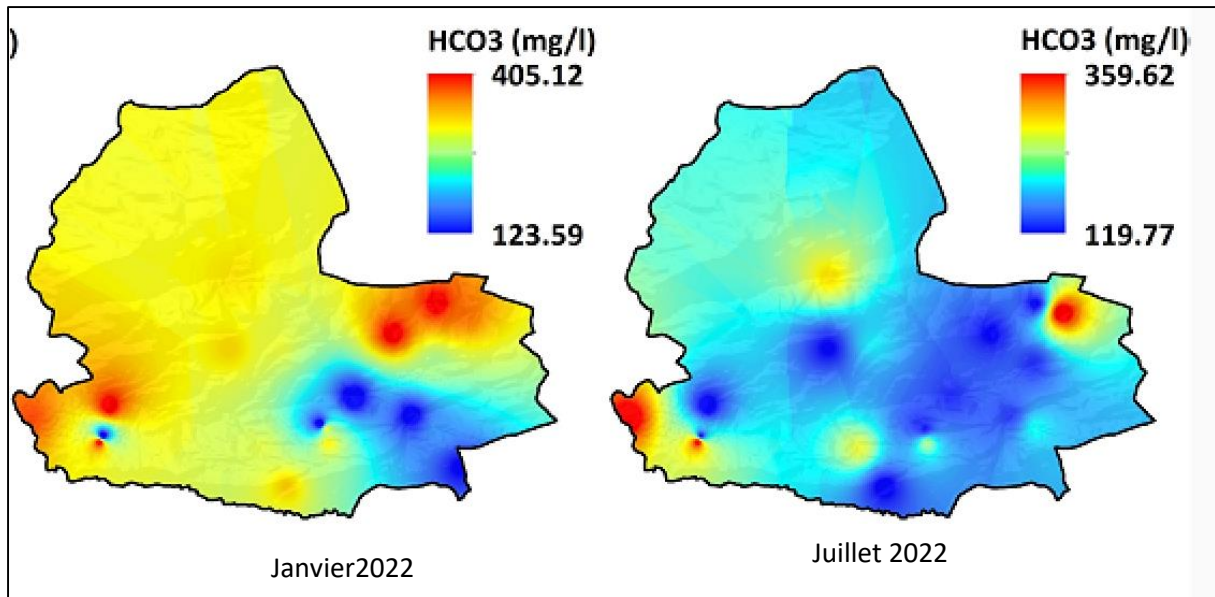 )
HCO3 (mg/l)
405.12
123.59
Janvier2022
HCO3 (mg/l)
359.62
119.77
Juillet 2022